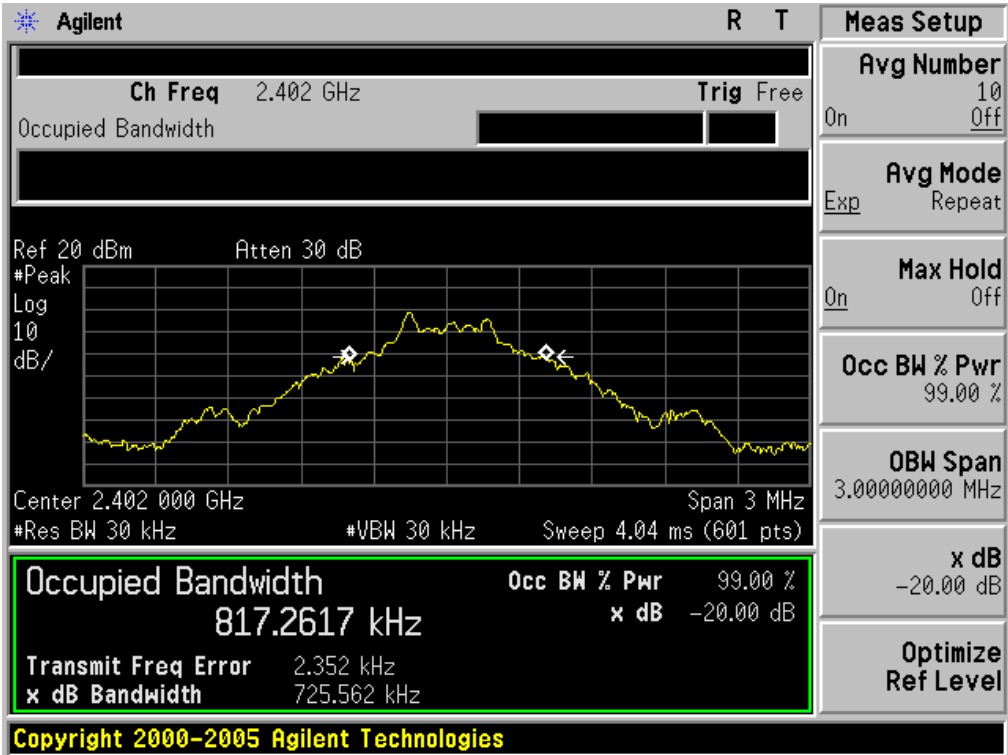 Agilent R T
Ch Freq 2.402 GHz Trig Free
Occupied Bandwidth
Ref 20 dBm Atten 30 dB
#Peak
Log
10
dB/
Center 2.402 000 GHz Span 3 MHz
#Res BW 30 kHz #VBW 30 kHz Sweep 4.04 ms (601 pts)
Occupied Bandwidth Occ BW % Pwr 99.00 %
817.2617 kHz x dB -20.00 dB
Transmit Freq Error 2.352 kHz
x dB Bandwidth 725.562 kHz
Copyright 2000-2005 Agilent Technologies
Meas Setup
Avg Number
10
On Off
Avg Mode
Exp Repeat
Max Hold
On Off
Occ BW % Pwr
99.00 %
OBW Span
3.00000000 MHz
x dB
-20.00 dB
Optimize
Ref Level